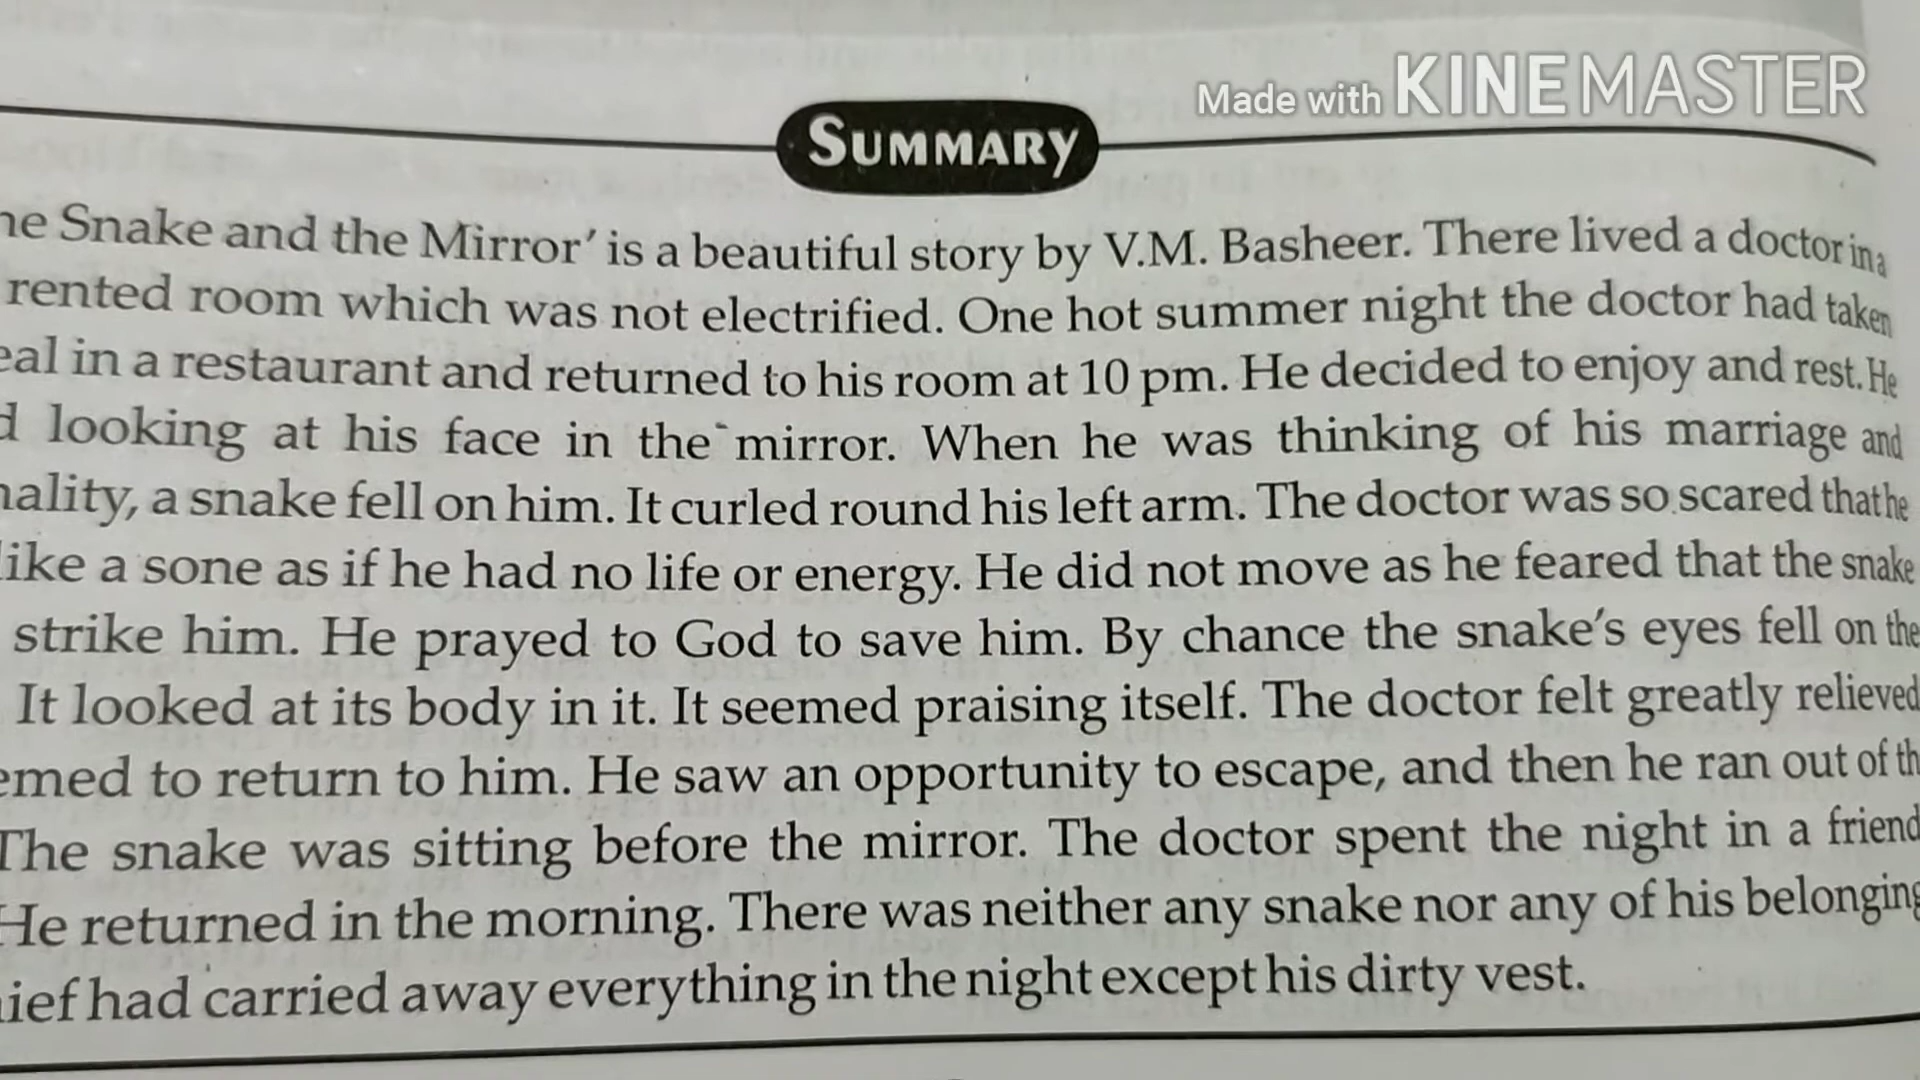 Made with KINEMASTER
SUMMARY
he Snake and the Mirror' is a beautiful story by V.M. Basheer. There lived a doctor in a
rented room which was not electrified. One hot summer night the doctor had taken
eal in a restaurant and returned to his room at 10 pm. He decided to enjoy and rest. He
d looking at his face in the mirror. When he was thinking of his marriage and
nality, a snake fell on him. It curled round his left arm. The doctor was so scared that he
like a sone as if he had no life or energy. He did not move as he feared that the snake
strike him. He prayed to God to save him. By chance the snake's eyes fell on the
It looked at its body in it. It seemed praising itself. The doctor felt greatly relieved
emed to return to him. He saw an opportunity to escape, and then he ran out of th
The snake was sitting before the mirror. The doctor spent the night in a friend
He returned in the morning. There was neither any snake nor any of his belonging
ief had carried away everything in the night except his dirty vest.